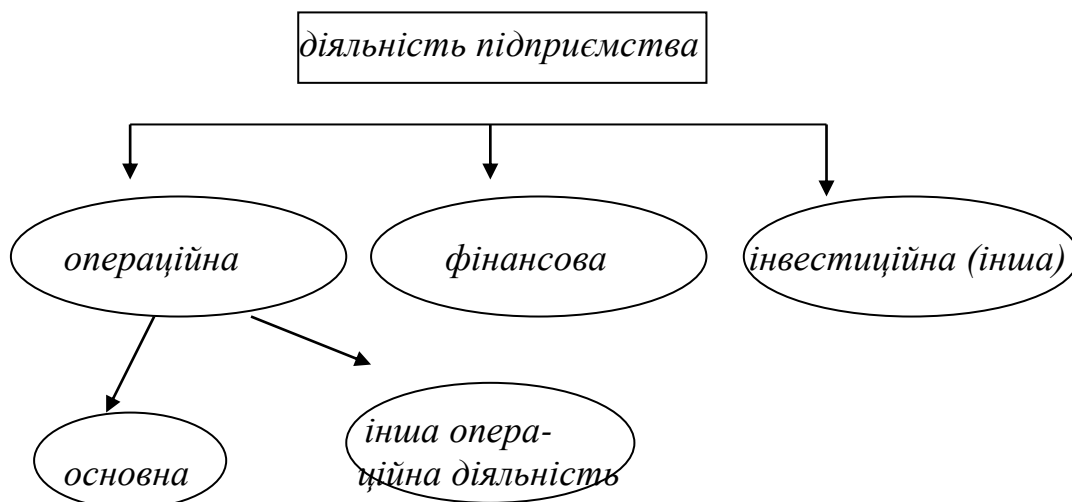 діяльність підприємства
операційна
фінансова
інвестиційна (інша)
основна
інша опера-
ційна діяльність